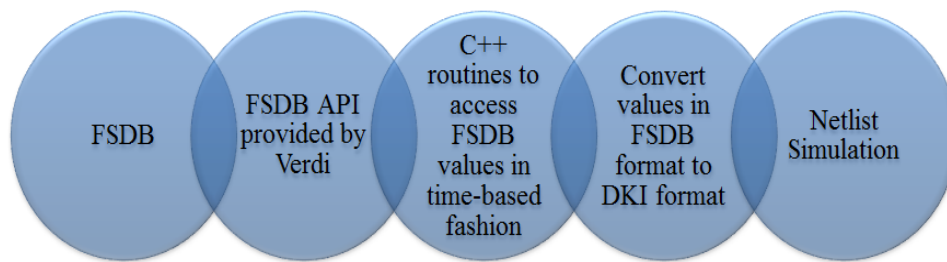 FSDB
FSDB API
provided by
Verdi
C++
routines to
access
FSDB
values in
time-based
fashion
Convert
values in
FSDB
format to
DKI format
Netlist
Simulation